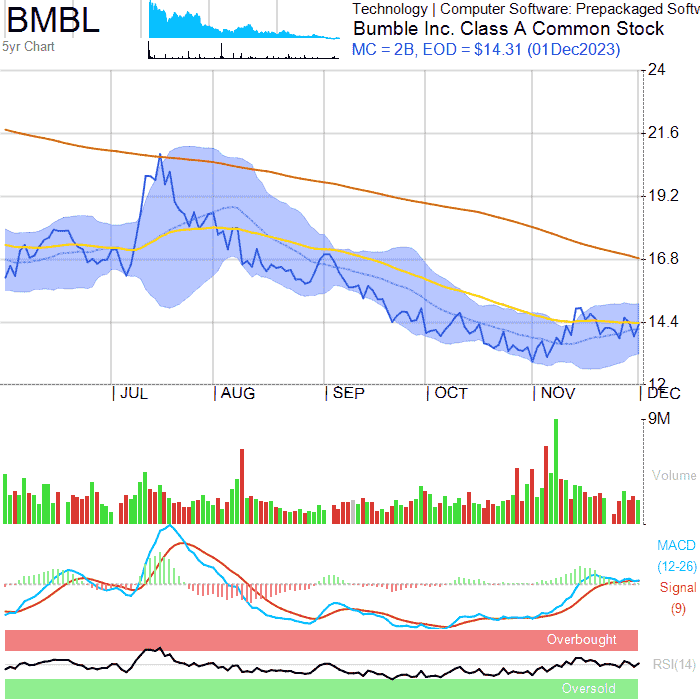 BMBL
5yr Chart
Technology | Computer Software: Prepackaged Softw
Bumble Inc. Class A Common Stock
MC = 2B, EOD = $14.31 (01Dec2023)
24
21.6
19.2
16.8
14.4
12
JUL AUG SEP OCT NOV DEC
9M
Volume
MACD
(12-26)
Signal
(9)
Overbought
RSI(14)
Oversold